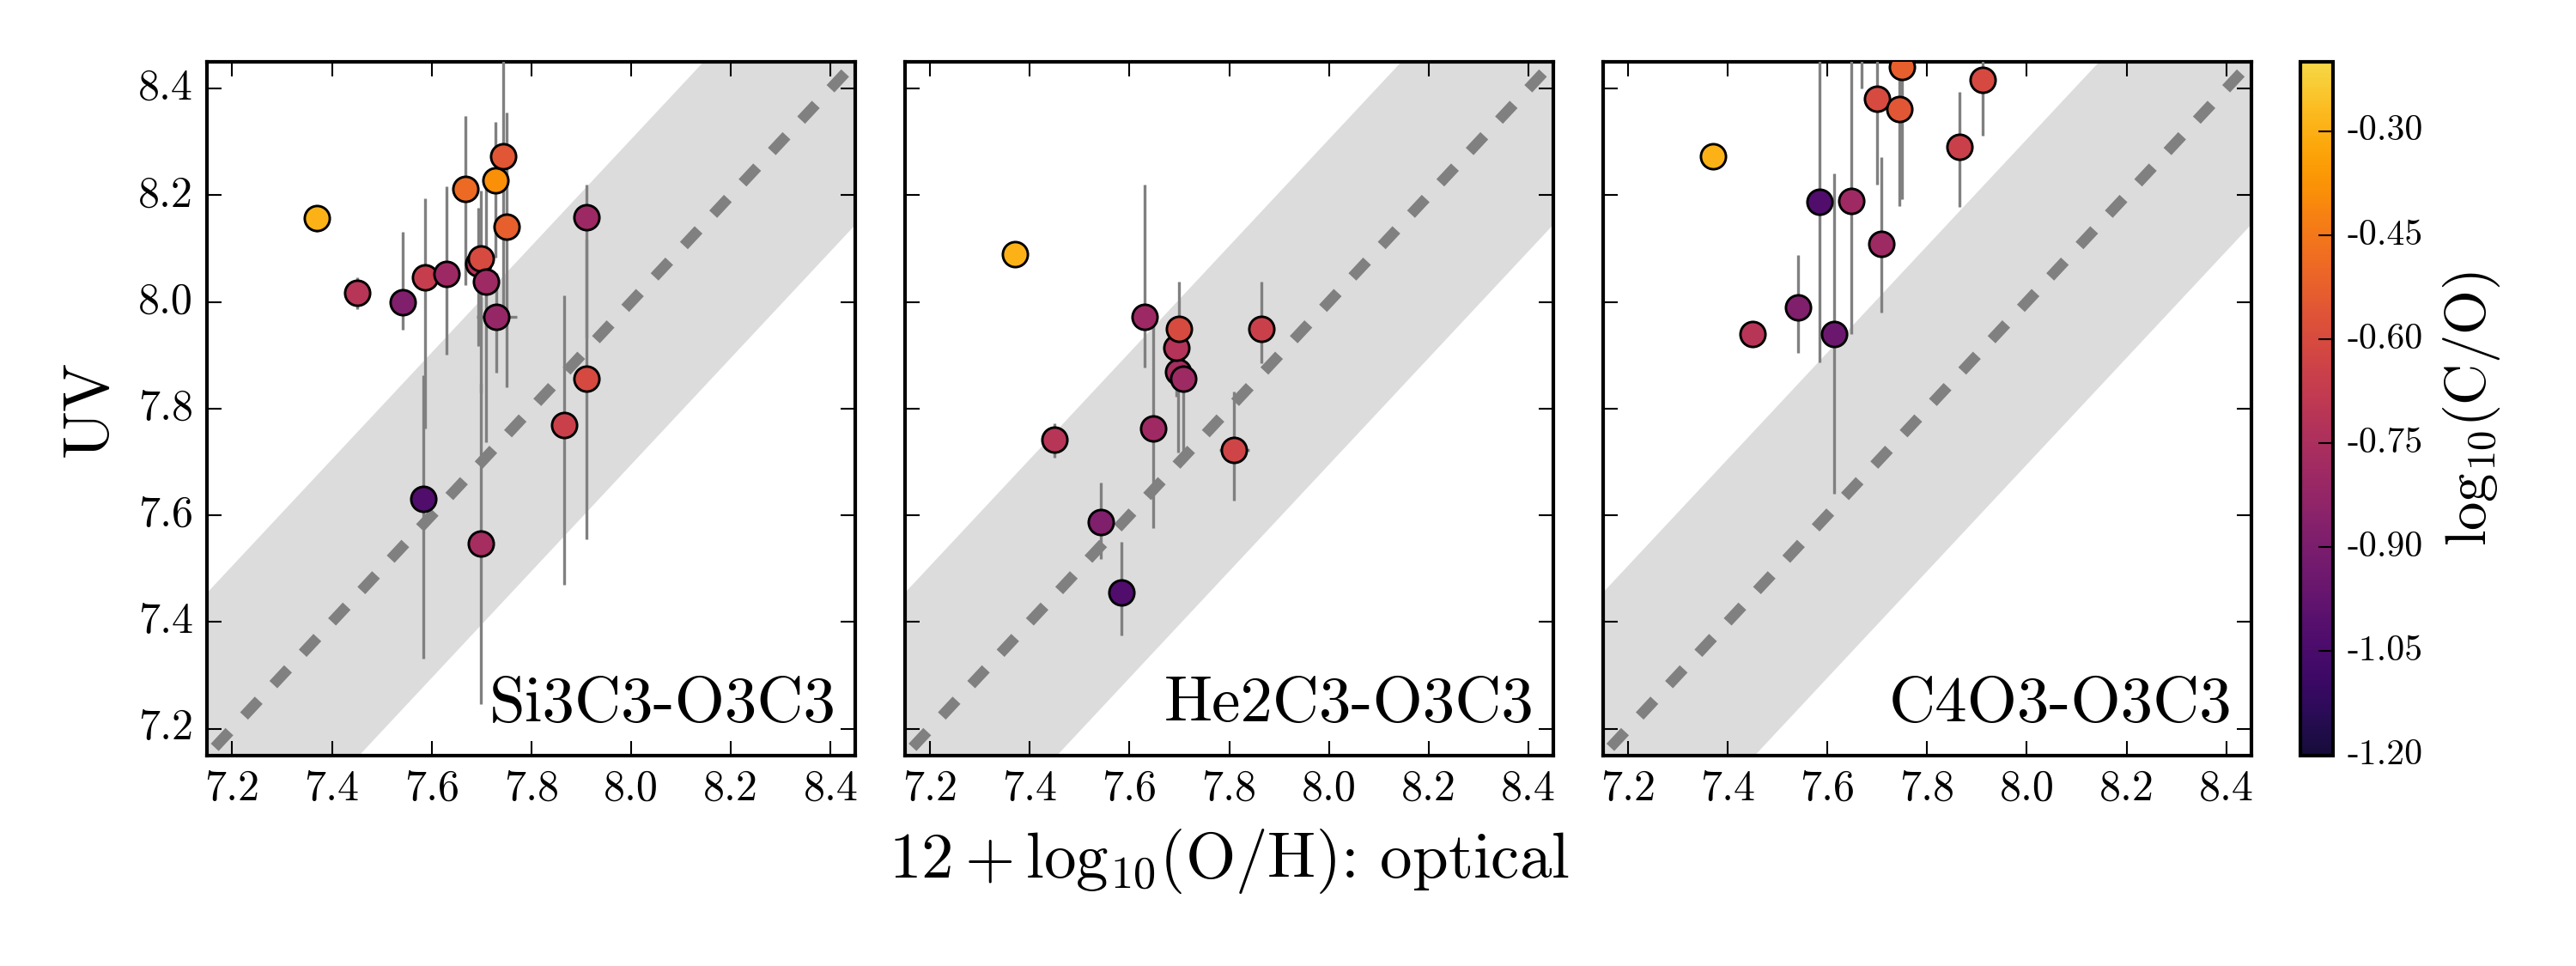 UV
8.4
8.2
8.0
7.8
7.6
7.4
7.2
7.2 7.4 7.6 7.8 8.0 8.2 8.4
Si3C3-O3C3
7.2 7.4 7.6 7.8 8.0 8.2 8.4
He2C3-O3C3
7.2 7.4 7.6 7.8 8.0 8.2 8.4
C4O3-O3C3
12 + log₁₀(O/H): optical
-0.30
-0.45
-0.60
-0.75
-0.90
-1.05
-1.20
log₁₀(C/O)